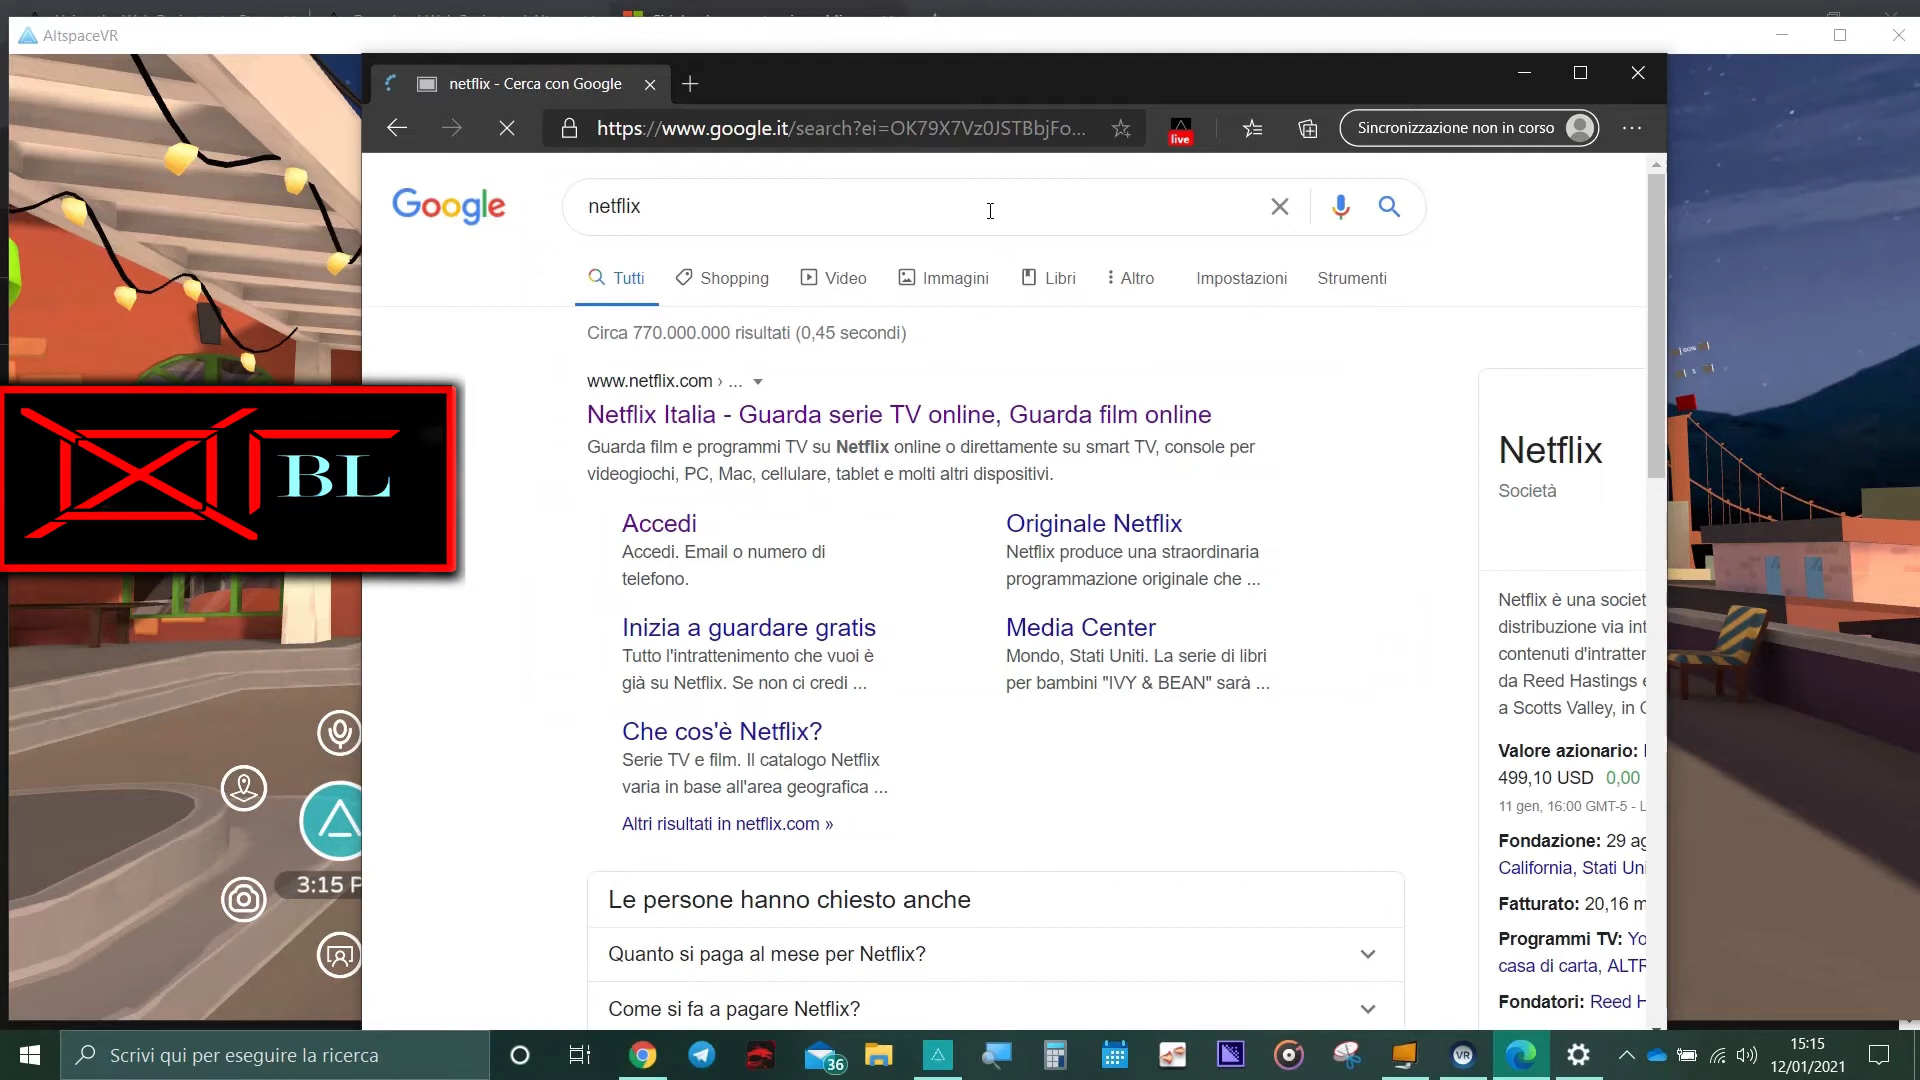 AltspaceVR
netflix - Cerca con Google
https://www.google.it/search?ei=OK79X7Vz0JSTBbjFo...
live
Sincronizzazione non in corso
Google
netflix
Tutti
Shopping
Video
Immagini
Libri
Altro
Impostazioni
Strumenti
Circa 770.000.000 risultati (0,45 secondi)
www.netflix.com › ...
Netflix Italia - Guarda serie TV online, Guarda film online
Guarda film e programmi TV su Netflix online o direttamente su smart TV, console per
videogiochi, PC, Mac, cellulare, tablet e molti altri dispositivi.
Accedi
Accedi. Email o numero di
telefono.
Originale Netflix
Netflix produce una straordinaria
programmazione originale che ...
Inizia a guardare gratis
Tutto l'intrattenimento che vuoi è
già su Netflix. Se non ci credi ...
Media Center
Mondo, Stati Uniti. La serie di libri
per bambini "IVY & BEAN" sarà ...
Che cos'è Netflix?
Serie TV e film. Il catalogo Netflix
varia in base all'area geografica ...
Altri risultati in netflix.com »
Le persone hanno chiesto anche
Quanto si paga al mese per Netflix?
Come si fa a pagare Netflix?
Netflix
Società
Netflix è una societ
distribuzione via int
contenuti d'intratter
da Reed Hastings e
a Scotts Valley, in C
Valore azionario:
499,10 USD 0,00
11 gen, 16:00 GMT-5 -
Fondazione: 29 ag
California, Stati Uni
Fatturato: 20,16 m
Programmi TV: Yo
casa di carta, ALTR
Fondatori: Reed H
BL
3:15 P
Scrivi qui per eseguire la ricerca
36
VR
15:15
12/01/2021